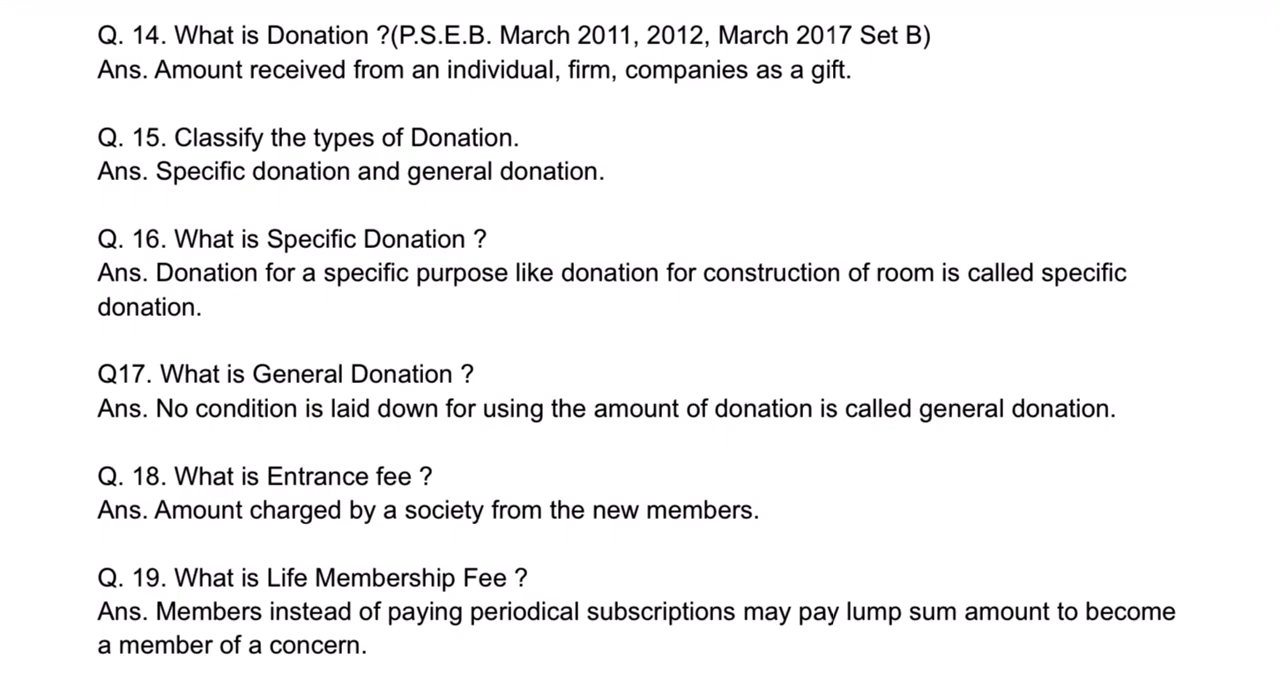 Q. 14. What is Donation ?(P.S.E.B. March 2011, 2012, March 2017 Set B)
Ans. Amount received from an individual, firm, companies as a gift.
Q. 15. Classify the types of Donation.
Ans. Specific donation and general donation.
Q. 16. What is Specific Donation ?
Ans. Donation for a specific purpose like donation for construction of room is called specific
donation.
Q17. What is General Donation ?
Ans. No condition is laid down for using the amount of donation is called general donation.
Q. 18. What is Entrance fee ?
Ans. Amount charged by a society from the new members.
Q. 19. What is Life Membership Fee ?
Ans. Members instead of paying periodical subscriptions may pay lump sum amount to become
a member of a concern.